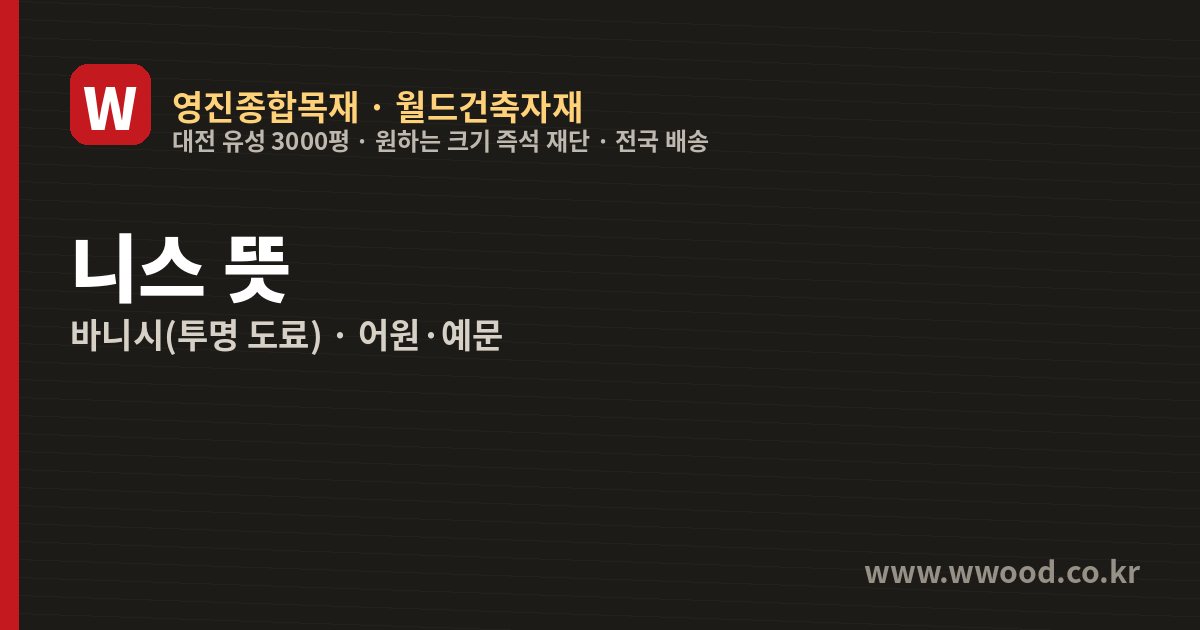 W
영진종합목재 · 월드건축자재
대전 유성 3000평 · 원하는 크기 즉석 재단 · 전국 배송
니스 뜻
바니시(투명 도료) · 어원·예문
www.wwood.co.kr